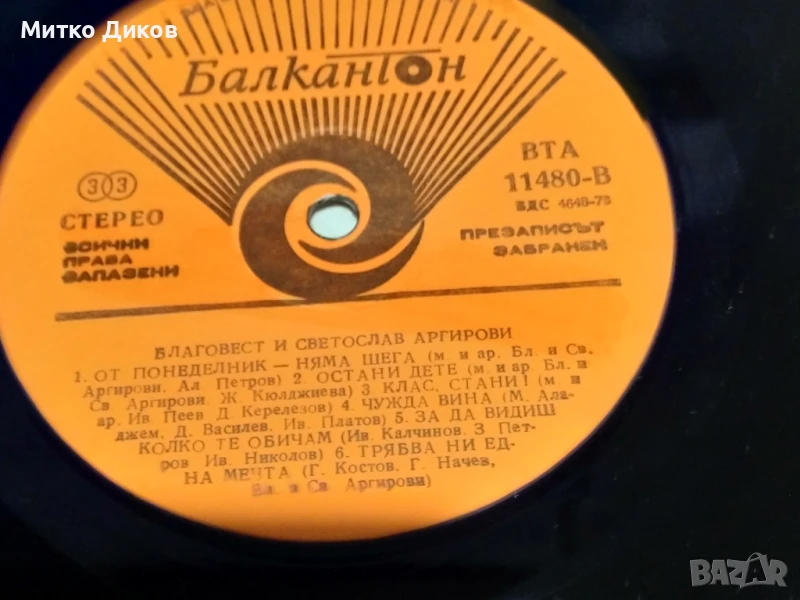 Митко Диков
Балкантон
33
СТЕРЕО
ВСИЧКИ
ПРАВА
ЗАПАЗЕНИ
ВТА
11480-В
БДС 4648-73
ПРЕЗАПИСЪТ
ЗАБРАНЕН
БЛАГОВЕСТ И СВЕТОСЛАВ АРГИРОВИ
1. ОТ ПОНЕДЕЛНИК — НЯМА ШЕГА (м. и ар. Бл. и Св.
Аргирови, Ал Петров) 2. ОСТАНИ ДЕТЕ (м. и ар. Бл. и
Св. Аргирови. Ж. Кюлджиева) 3 КЛАС, СТАНИ! (м. и
ар. Ив Пеев Д. Керелезов) 4. ЧУЖДА ВИНА (М. Ала-
джем, Д. Василев. Ив. Платов) 5. ЗА ДА ВИДИШ
КОЛКО ТЕ ОБИЧАМ (Ив. Калчинов. З Пет-
ров Ив. Николов) 6. ТРЯБВА НИ ЕД-
НА МЕЧТА (Г. Костов. Г. Начев,
Бл. и Св. Аргирови)
BAZAR